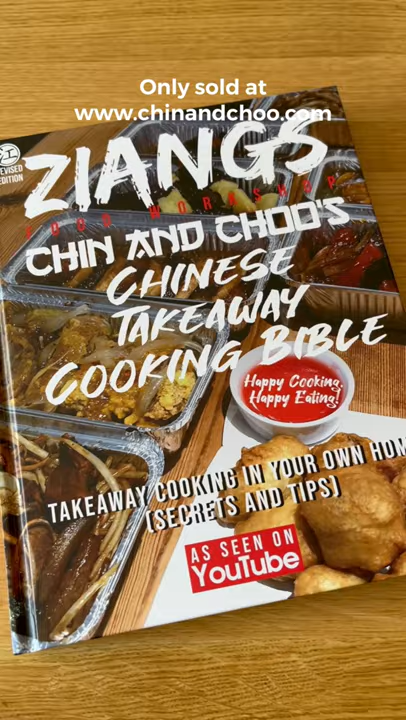 Only sold at
www.chinandchoo.com
REVISED
EDITION
ZIANGS
FOOD WORKSHOP
CHIN AND CHOO'S
CHINESE
TAKEAWAY
COOKING BIBLE
Happy Cooking,
Happy Eating!
TAKEAWAY COOKING IN YOUR OWN HOM
(SECRETS AND TIPS)
AS SEEN ON
YouTube